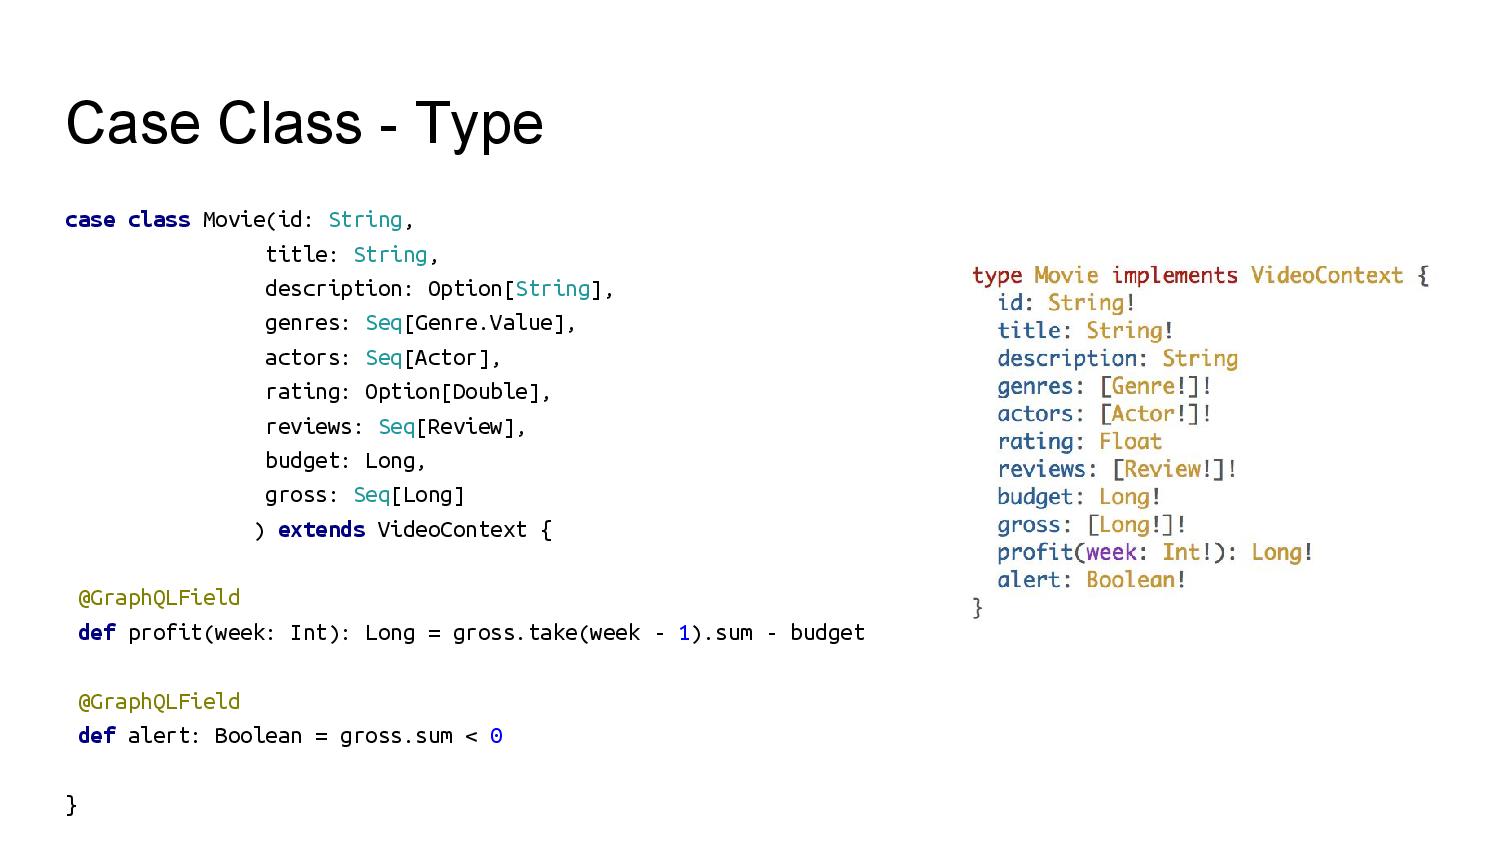 Case Class - Type
case class Movie(id: String,
title: String,
description: Option[String],
genres: Seq[Genre.Value],
actors: Seq[Actor],
rating: Option[Double],
reviews: Seq[Review],
budget: Long,
gross: Seq[Long]
) extends VideoContext {
@GraphQLField
def profit(week: Int): Long = gross.take(week - 1).sum - budget
@GraphQLField
def alert: Boolean = gross.sum < 0
}
type Movie implements VideoContext {
id: String!
title: String!
description: String
genres: [Genre!]!
actors: [Actor!]!
rating: Float
reviews: [Review!]!
budget: Long!
gross: [Long!]!
profit(week: Int!): Long!
alert: Boolean!
}